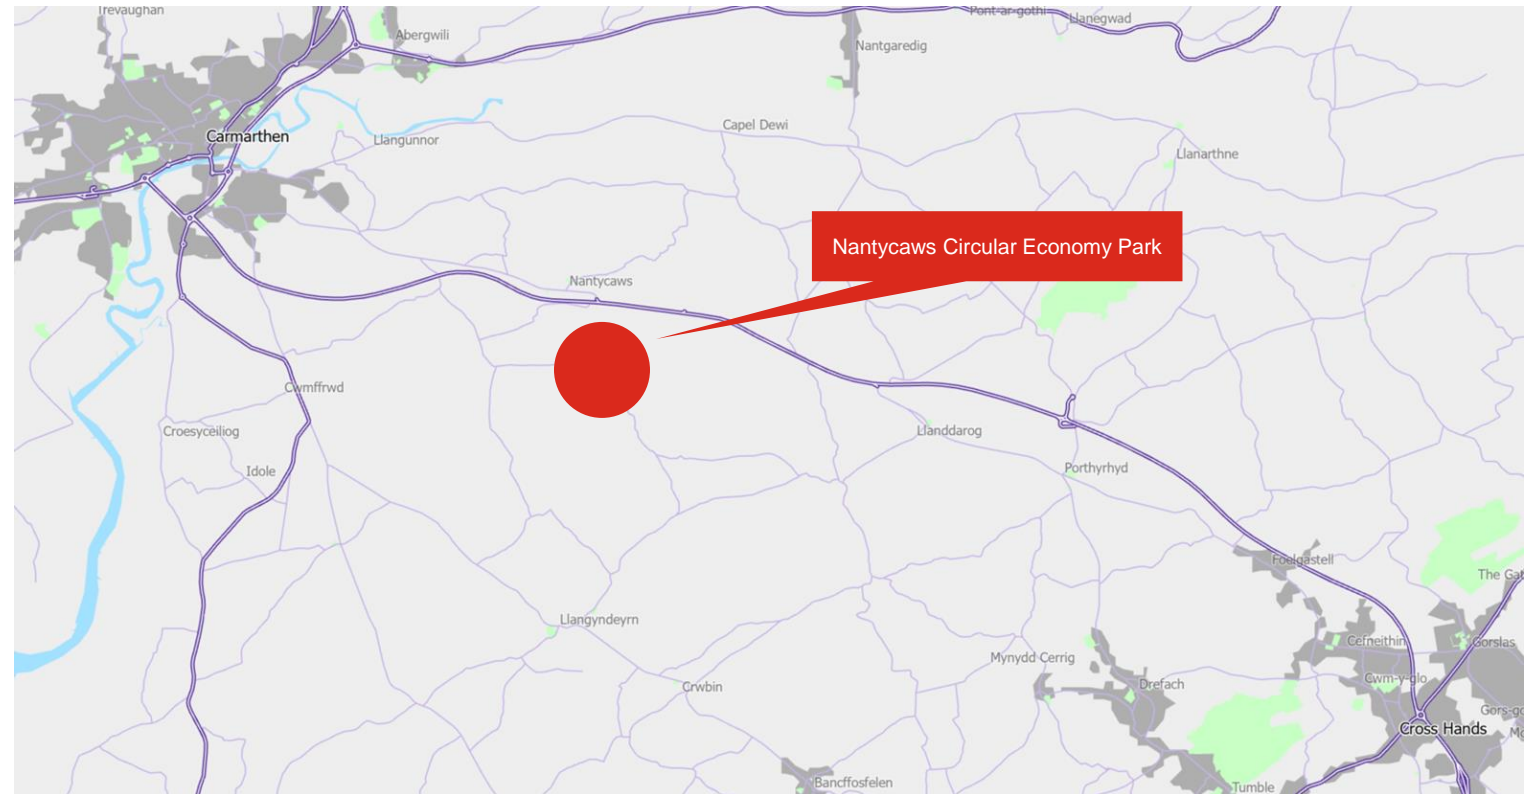 Trevaughan
Pont-ar-gothi
Llanegwad
Abergwili
Nantgaredig
Carmarthen
Llangunnor
Capel Dewi
Llanarthne
Nantycaws Circular Economy Park
Nantycaws
Cwmffrwd
Croesyceiliog
Llanddarog
Idole
Porthyrhyd
Foelgastell
The Gat
Llangyndeyrn
Cefneithin
Gorslas
Mynydd Cerrig
Cwm-y-glo
Crwbin
Drefach
Gors-go
Cross Hands
Bancffosfelen
Tumble